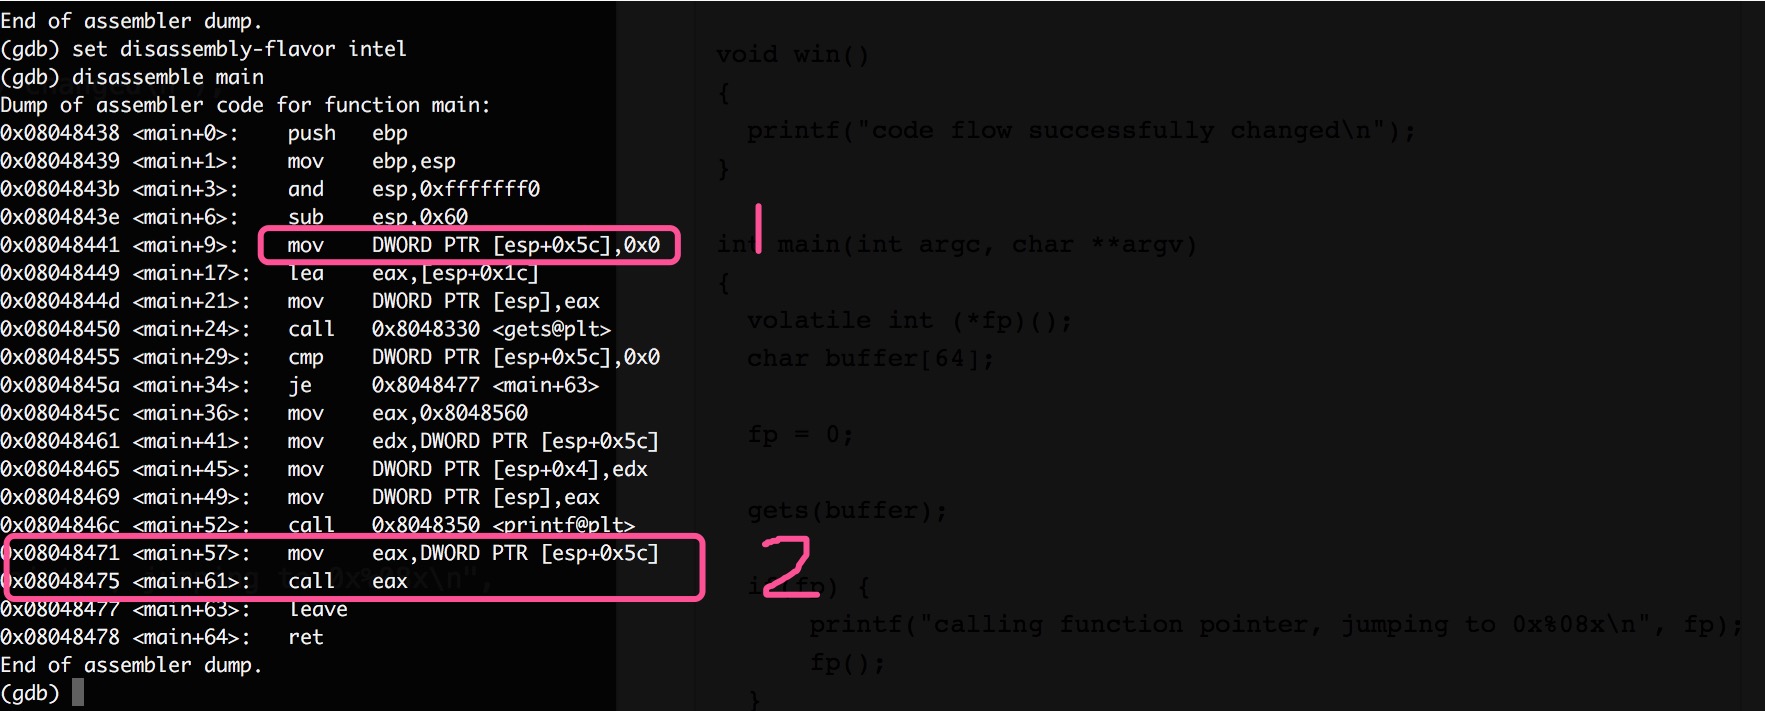 End of assembler dump.
(gdb) set disassembly-flavor intel
(gdb) disassemble main
Dump of assembler code for function main:
0x08048438 <main+0>:    push   ebp
0x08048439 <main+1>:    mov    ebp,esp
0x0804843b <main+3>:    and    esp,0xfffffff0
0x0804843e <main+6>:    sub    esp,0x60
0x08048441 <main+9>:    mov    DWORD PTR [esp+0x5c],0x0
0x08048449 <main+17>:   lea    eax,[esp+0x1c]
0x0804844d <main+21>:   mov    DWORD PTR [esp],eax
0x08048450 <main+24>:   call   0x8048330 <gets@plt>
0x08048455 <main+29>:   cmp    DWORD PTR [esp+0x5c],0x0
0x0804845a <main+34>:   je     0x8048477 <main+63>
0x0804845c <main+36>:   mov    eax,0x8048560
0x08048461 <main+41>:   mov    edx,DWORD PTR [esp+0x5c]
0x08048465 <main+45>:   mov    DWORD PTR [esp+0x4],edx
0x08048469 <main+49>:   mov    DWORD PTR [esp],eax
0x0804846c <main+52>:   call   0x8048350 <printf@plt>
0x08048471 <main+57>:   mov    eax,DWORD PTR [esp+0x5c]
0x08048475 <main+61>:   call   eax
0x08048477 <main+63>:   leave
0x08048478 <main+64>:   ret
End of assembler dump.
(gdb)
void win()
{
printf("code flow successfully changed\n");
}
1
int main(int argc, char **argv)
{
volatile int (*fp)();
char buffer[64];
fp = 0;
gets(buffer);
2
if(fp) {
printf("calling function pointer, jumping to 0x%08x\n", fp);
fp();
}